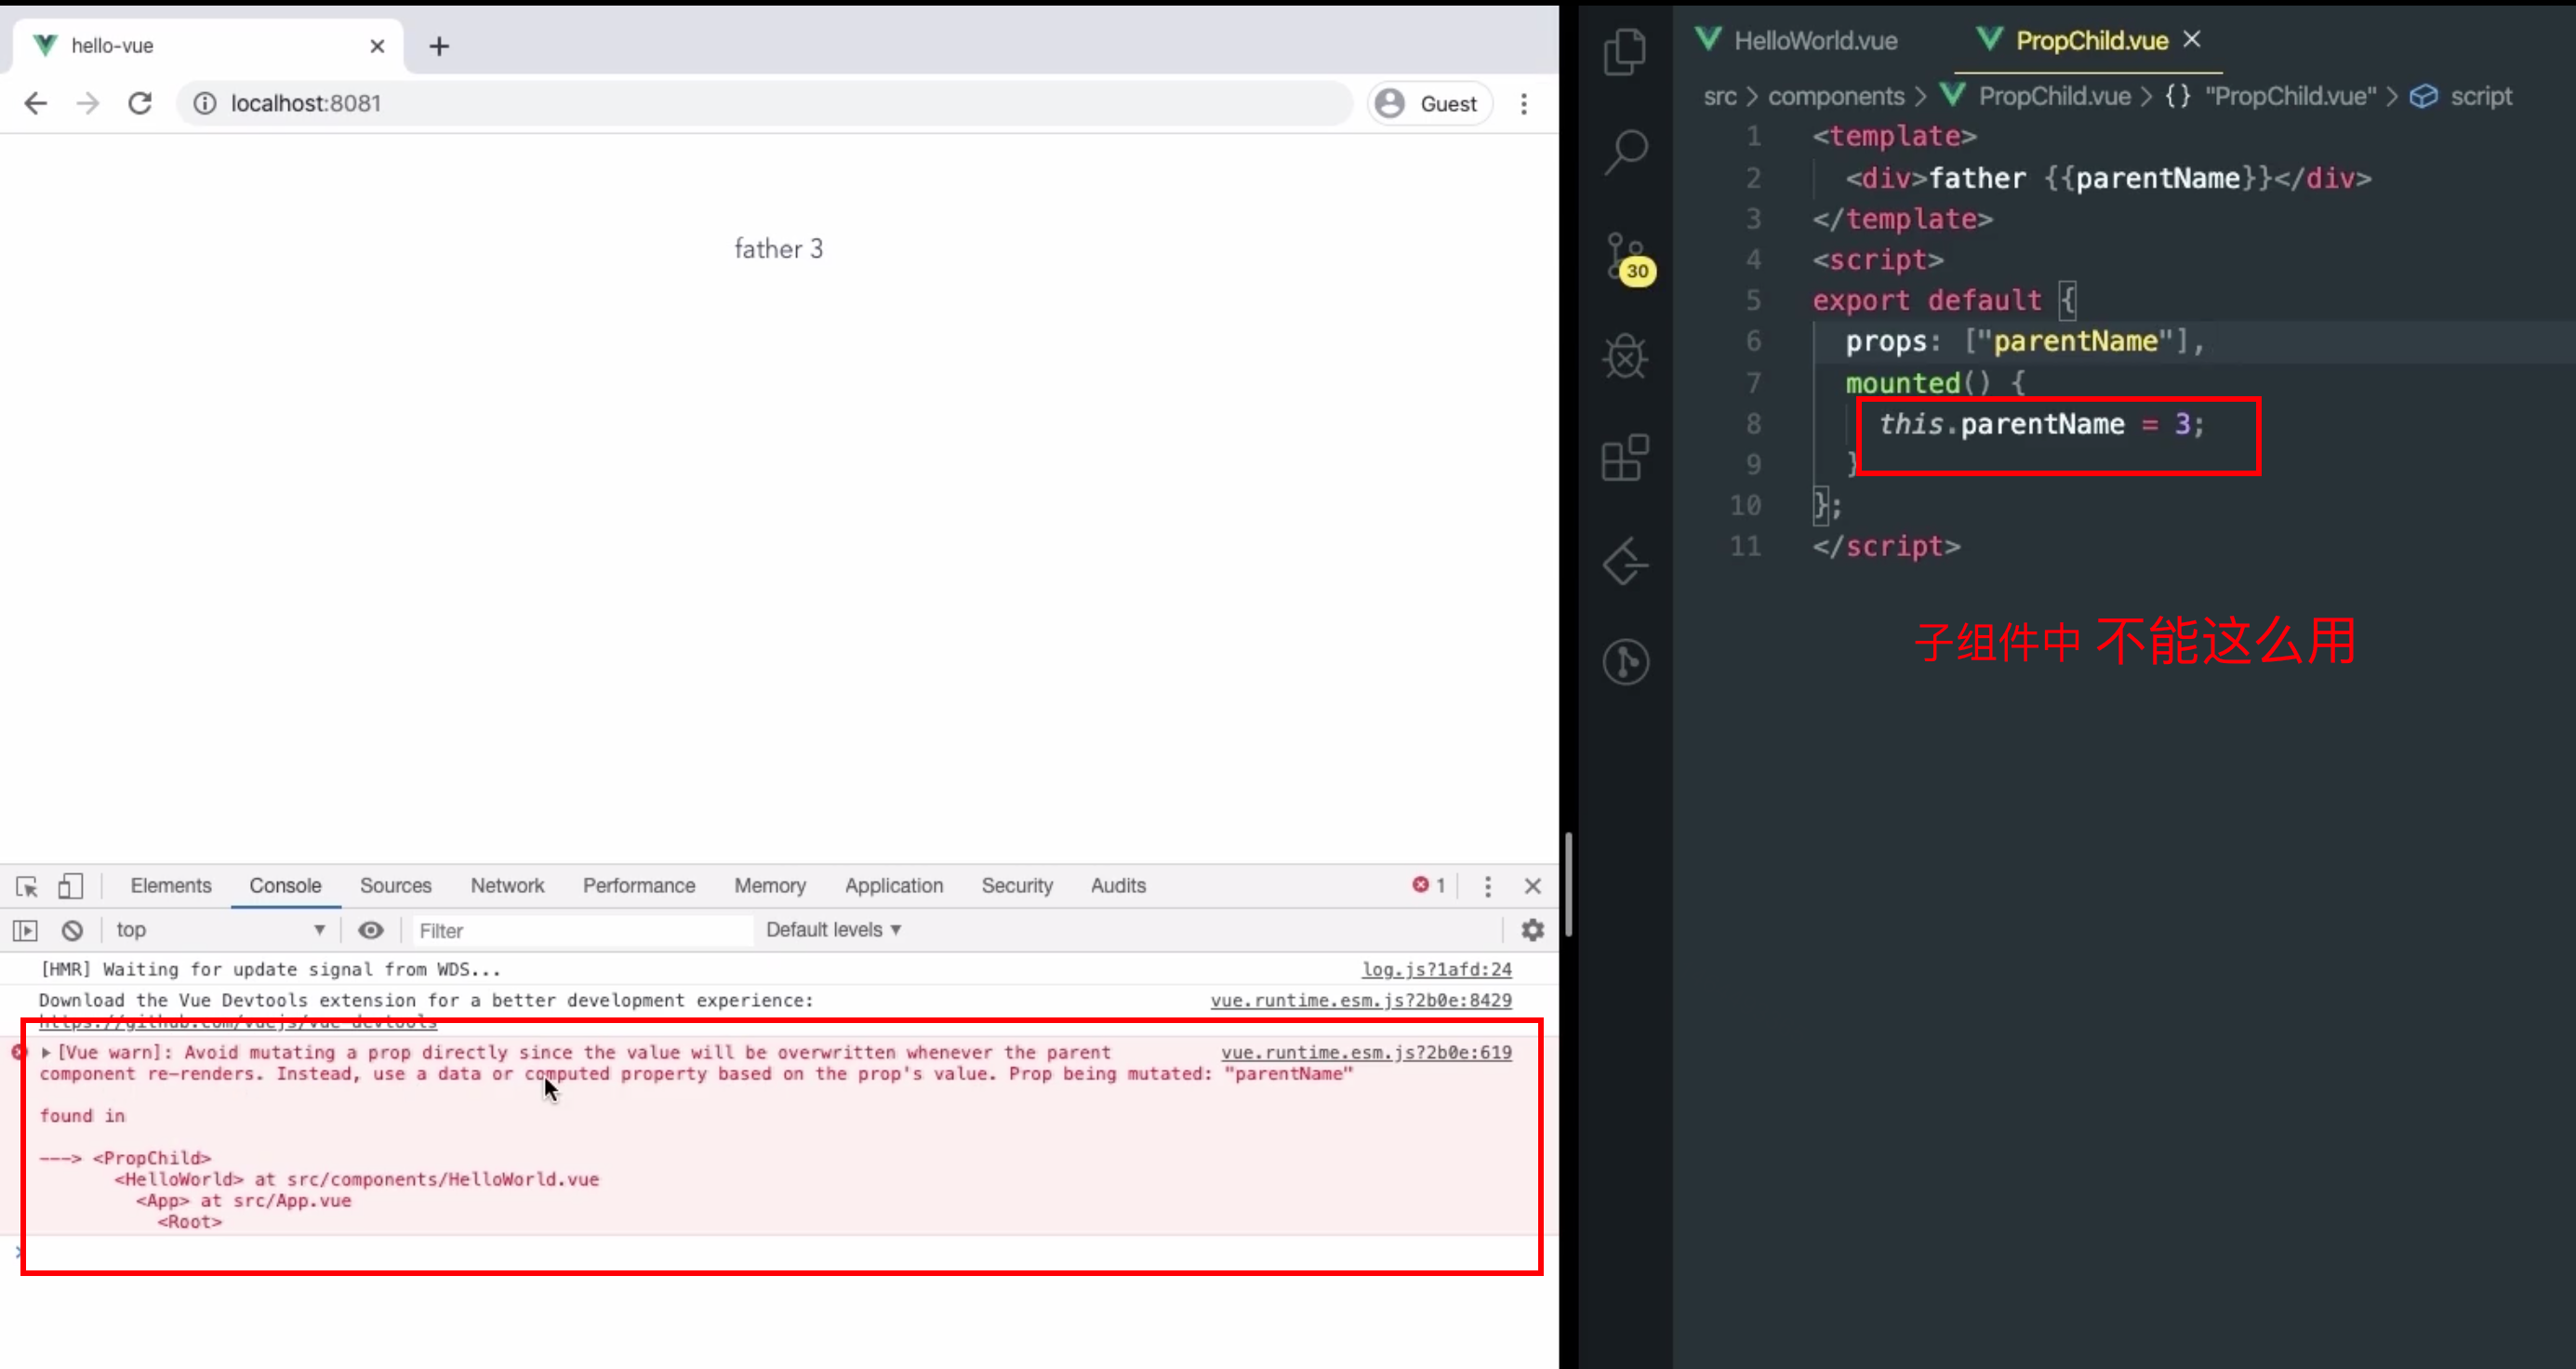 hello-vue
localhost:8081
Guest
father 3
Elements Console Sources Network Performance Memory Application Security Audits 1
top Filter Default levels
[HMR] Waiting for update signal from WDS... log.js?1afd:24
Download the Vue Devtools extension for a better development experience: vue.runtime.esm.js?2b0e:8429
https://github.com/vuejs/vue-devtools
[Vue warn]: Avoid mutating a prop directly since the value will be overwritten whenever the parent vue.runtime.esm.js?2b0e:619
component re-renders. Instead, use a data or computed property based on the prop's value. Prop being mutated: "parentName"
found in
---> <PropChild>
<HelloWorld> at src/components/HelloWorld.vue
<App> at src/App.vue
<Root>
HelloWorld.vue PropChild.vue
src > components > PropChild.vue > {} "PropChild.vue" > script
30
1 <template>
2 <div>father {{parentName}}</div>
3 </template>
4 <script>
5 export default {
6 props: ["parentName"],
7 mounted() {
8 this.parentName = 3;
9 }
10 };
11 </script>
子组件中 不能这么用